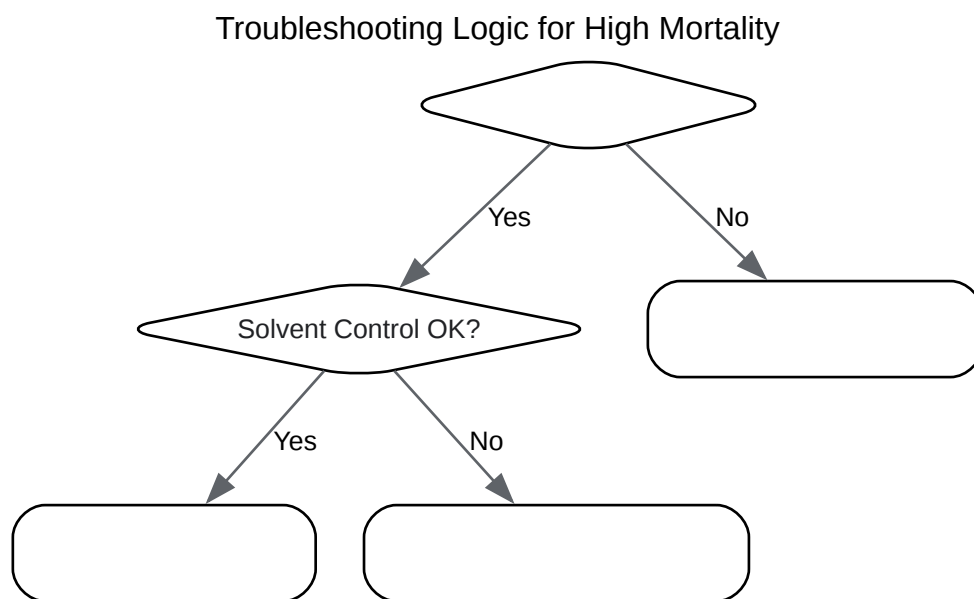 Troubleshooting Logic for High Mortality
Yes
No
Solvent Control OK?
Yes
No